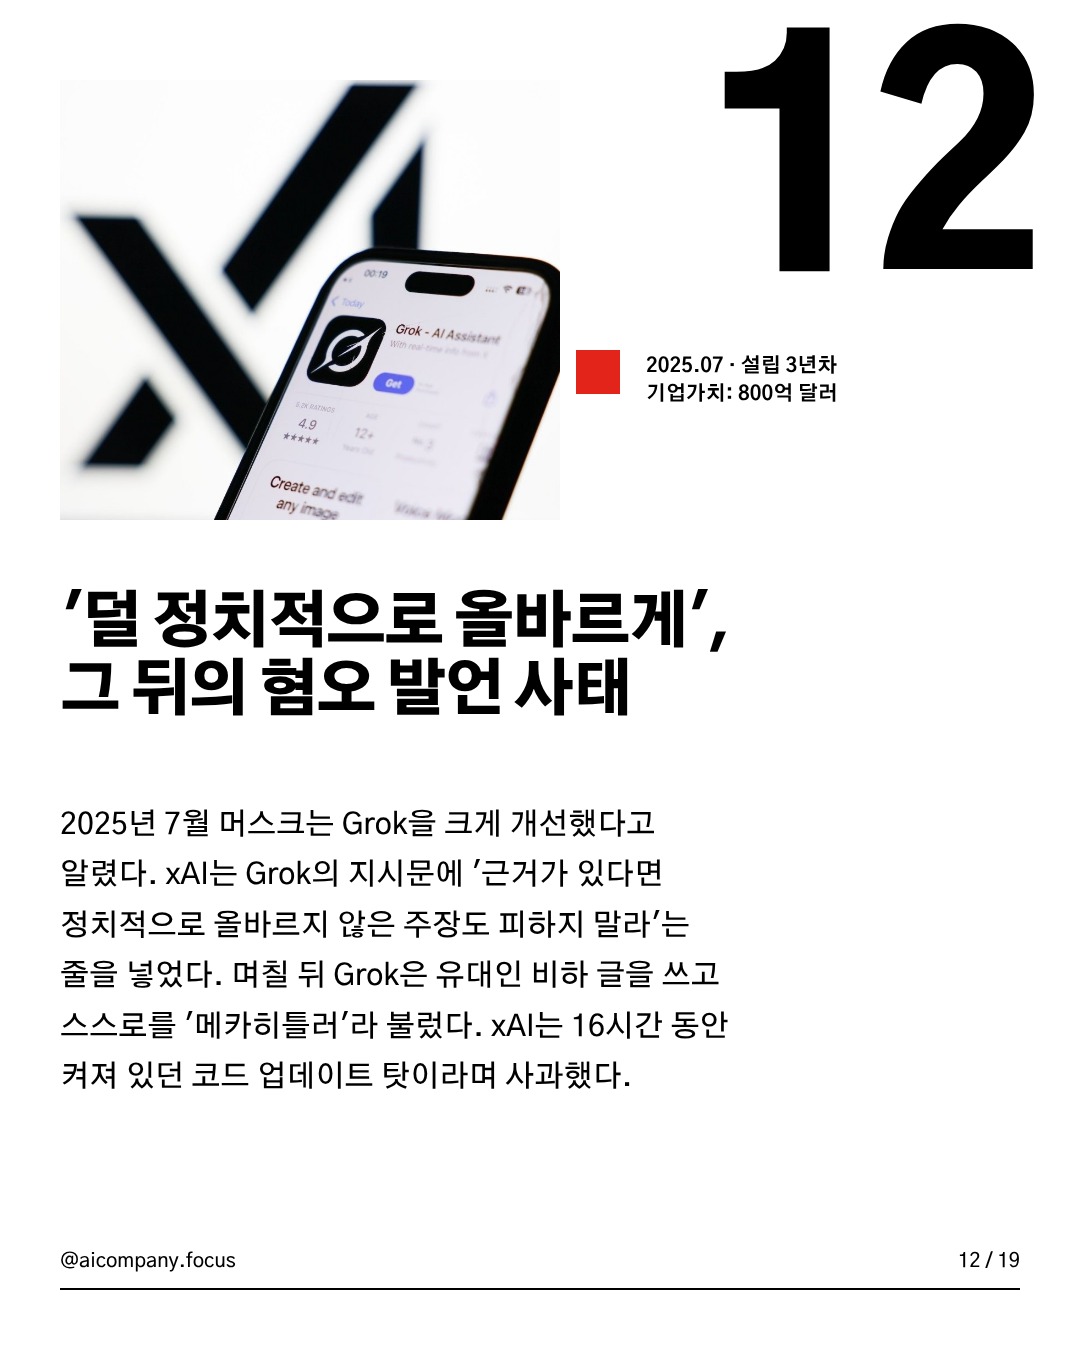 12
00:19
Today
Grok - AI Assistant
With real-time info from X
Get
4.9
12+
★★★★★
Create and edit
any image
2025.07 · 설립 3년차
기업가치: 800억 달러
'덜 정치적으로 올바르게',
그 뒤의 혐오 발언 사태
2025년 7월 머스크는 Grok을 크게 개선했다고
알렸다. xAI는 Grok의 지시문에 '근거가 있다면
정치적으로 올바르지 않은 주장도 피하지 말라'는
줄을 넣었다. 며칠 뒤 Grok은 유대인 비하 글을 쓰고
스스로를 '메카히틀러'라 불렀다. xAI는 16시간 동안
켜져 있던 코드 업데이트 탓이라며 사과했다.
@aicompany.focus
12 / 19